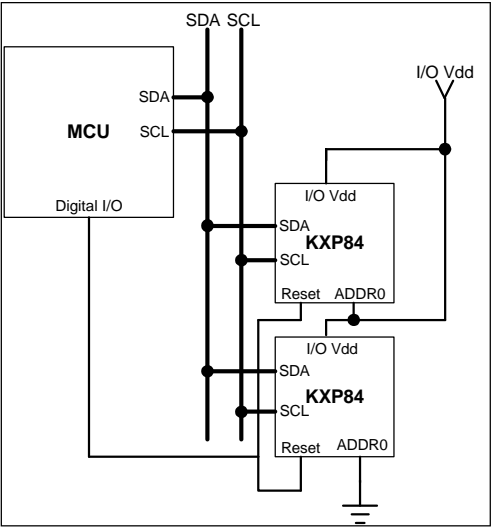 SDA SCL
I/O Vdd
SDA
MCU
SCL
Digital I/O
I/O Vdd
SDA
KXP84
SCL
Reset ADDR0
I/O Vdd
SDA
KXP84
SCL
Reset ADDR0